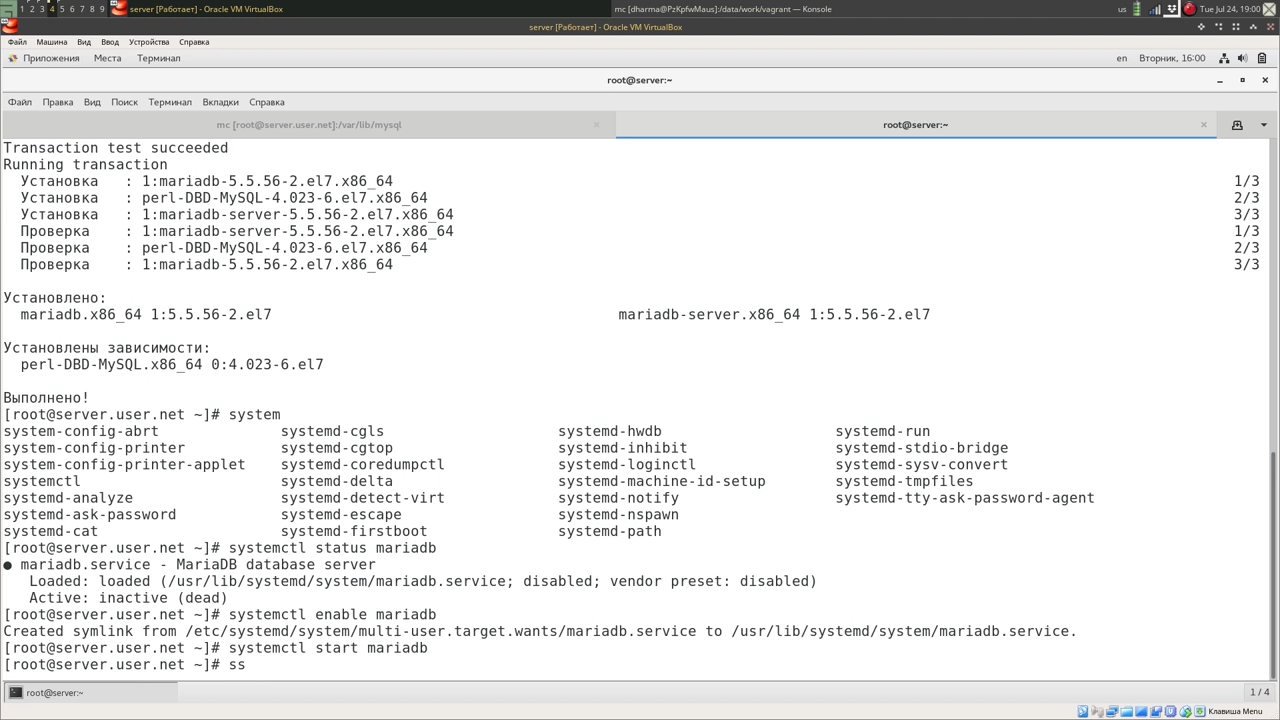 1 2 3 4 5 6 7 8 9 server [Работает] - Oracle VM VirtualBox mc [dharma@PzKpfwMaus]:/data/work/vagrant — Konsole us Tue Jul 24, 19:00
server [Работает] - Oracle VM VirtualBox
Файл Машина Вид Ввод Устройства Справка
Приложения Места Терминал en Вторник, 16:00
root@server:~
Файл Правка Вид Поиск Терминал Вкладки Справка
mc [root@server.user.net]:/var/lib/mysql root@server:~
Transaction test succeeded
Running transaction
Установка : 1:mariadb-5.5.56-2.el7.x86_64 1/3
Установка : perl-DBD-MySQL-4.023-6.el7.x86_64 2/3
Установка : 1:mariadb-server-5.5.56-2.el7.x86_64 3/3
Проверка : 1:mariadb-server-5.5.56-2.el7.x86_64 1/3
Проверка : perl-DBD-MySQL-4.023-6.el7.x86_64 2/3
Проверка : 1:mariadb-5.5.56-2.el7.x86_64 3/3
Установлено:
mariadb.x86_64 1:5.5.56-2.el7 mariadb-server.x86_64 1:5.5.56-2.el7
Установлены зависимости:
perl-DBD-MySQL.x86_64 0:4.023-6.el7
Выполнено!
[root@server.user.net ~]# system
system-config-abrt systemd-cgls systemd-hwdb systemd-run
system-config-printer systemd-cgtop systemd-inhibit systemd-stdio-bridge
system-config-printer-applet systemd-coredumpctl systemd-loginctl systemd-sysv-convert
systemctl systemd-delta systemd-machine-id-setup systemd-tmpfiles
systemd-analyze systemd-detect-virt systemd-notify systemd-tty-ask-password-agent
systemd-ask-password systemd-escape systemd-nspawn
systemd-cat systemd-firstboot systemd-path
[root@server.user.net ~]# systemctl status mariadb
● mariadb.service - MariaDB database server
Loaded: loaded (/usr/lib/systemd/system/mariadb.service; disabled; vendor preset: disabled)
Active: inactive (dead)
[root@server.user.net ~]# systemctl enable mariadb
Created symlink from /etc/systemd/system/multi-user.target.wants/mariadb.service to /usr/lib/systemd/system/mariadb.service.
[root@server.user.net ~]# systemctl start mariadb
[root@server.user.net ~]# ss
root@server:~ 1 / 4
Клавиша Menu